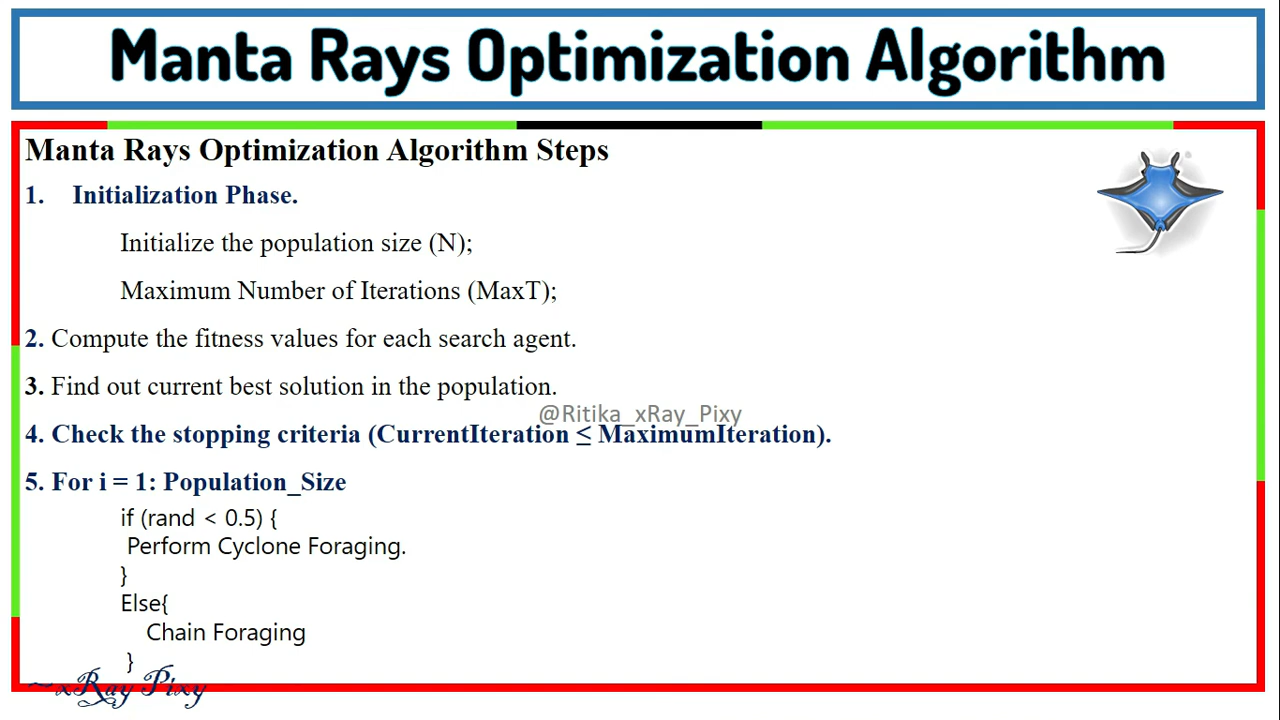 Manta Rays Optimization Algorithm
Manta Rays Optimization Algorithm Steps
1. Initialization Phase.
Initialize the population size (N);
Maximum Number of Iterations (MaxT);
2. Compute the fitness values for each search agent.
3. Find out current best solution in the population.
@Ritika_xRay_Pixy
4. Check the stopping criteria (CurrentIteration ≤ MaximumIteration).
5. For i = 1: Population_Size
if (rand < 0.5) {
Perform Cyclone Foraging.
}
Else{
Chain Foraging
}
~xRay Pixy